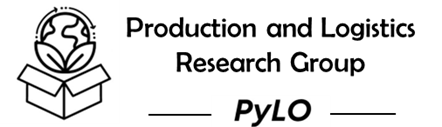 Production and Logistics
Research Group
PyLO